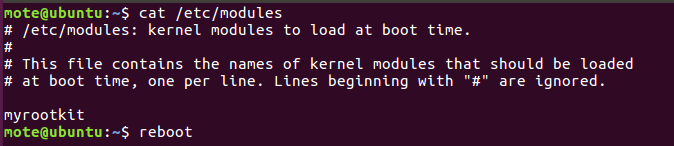 mote@ubuntu:~$ cat /etc/modules
# /etc/modules: kernel modules to load at boot time.
#
# This file contains the names of kernel modules that should be loaded
# at boot time, one per line. Lines beginning with "#" are ignored.
myrootkit
mote@ubuntu:~$ reboot